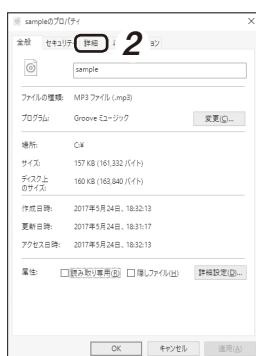 sampleのプロパティ
全般 セキュリテ 詳細 2 ョン
sample
ファイルの種類: MP3 ファイル (.mp3)
プログラム: Groove ミュージック 変更(C)...
場所: C:¥
サイズ: 157 KB (161,332 バイト)
ディスク上
のサイズ: 160 KB (163,840 バイト)
作成日時: 2017年5月24日、18:32:13
更新日時: 2017年5月24日、18:31:17
アクセス日時: 2017年5月24日、18:32:13
属性: 読み取り専用(R) 隠しファイル(H) 詳細設定(D)...
OK キャンセル 適用(A)